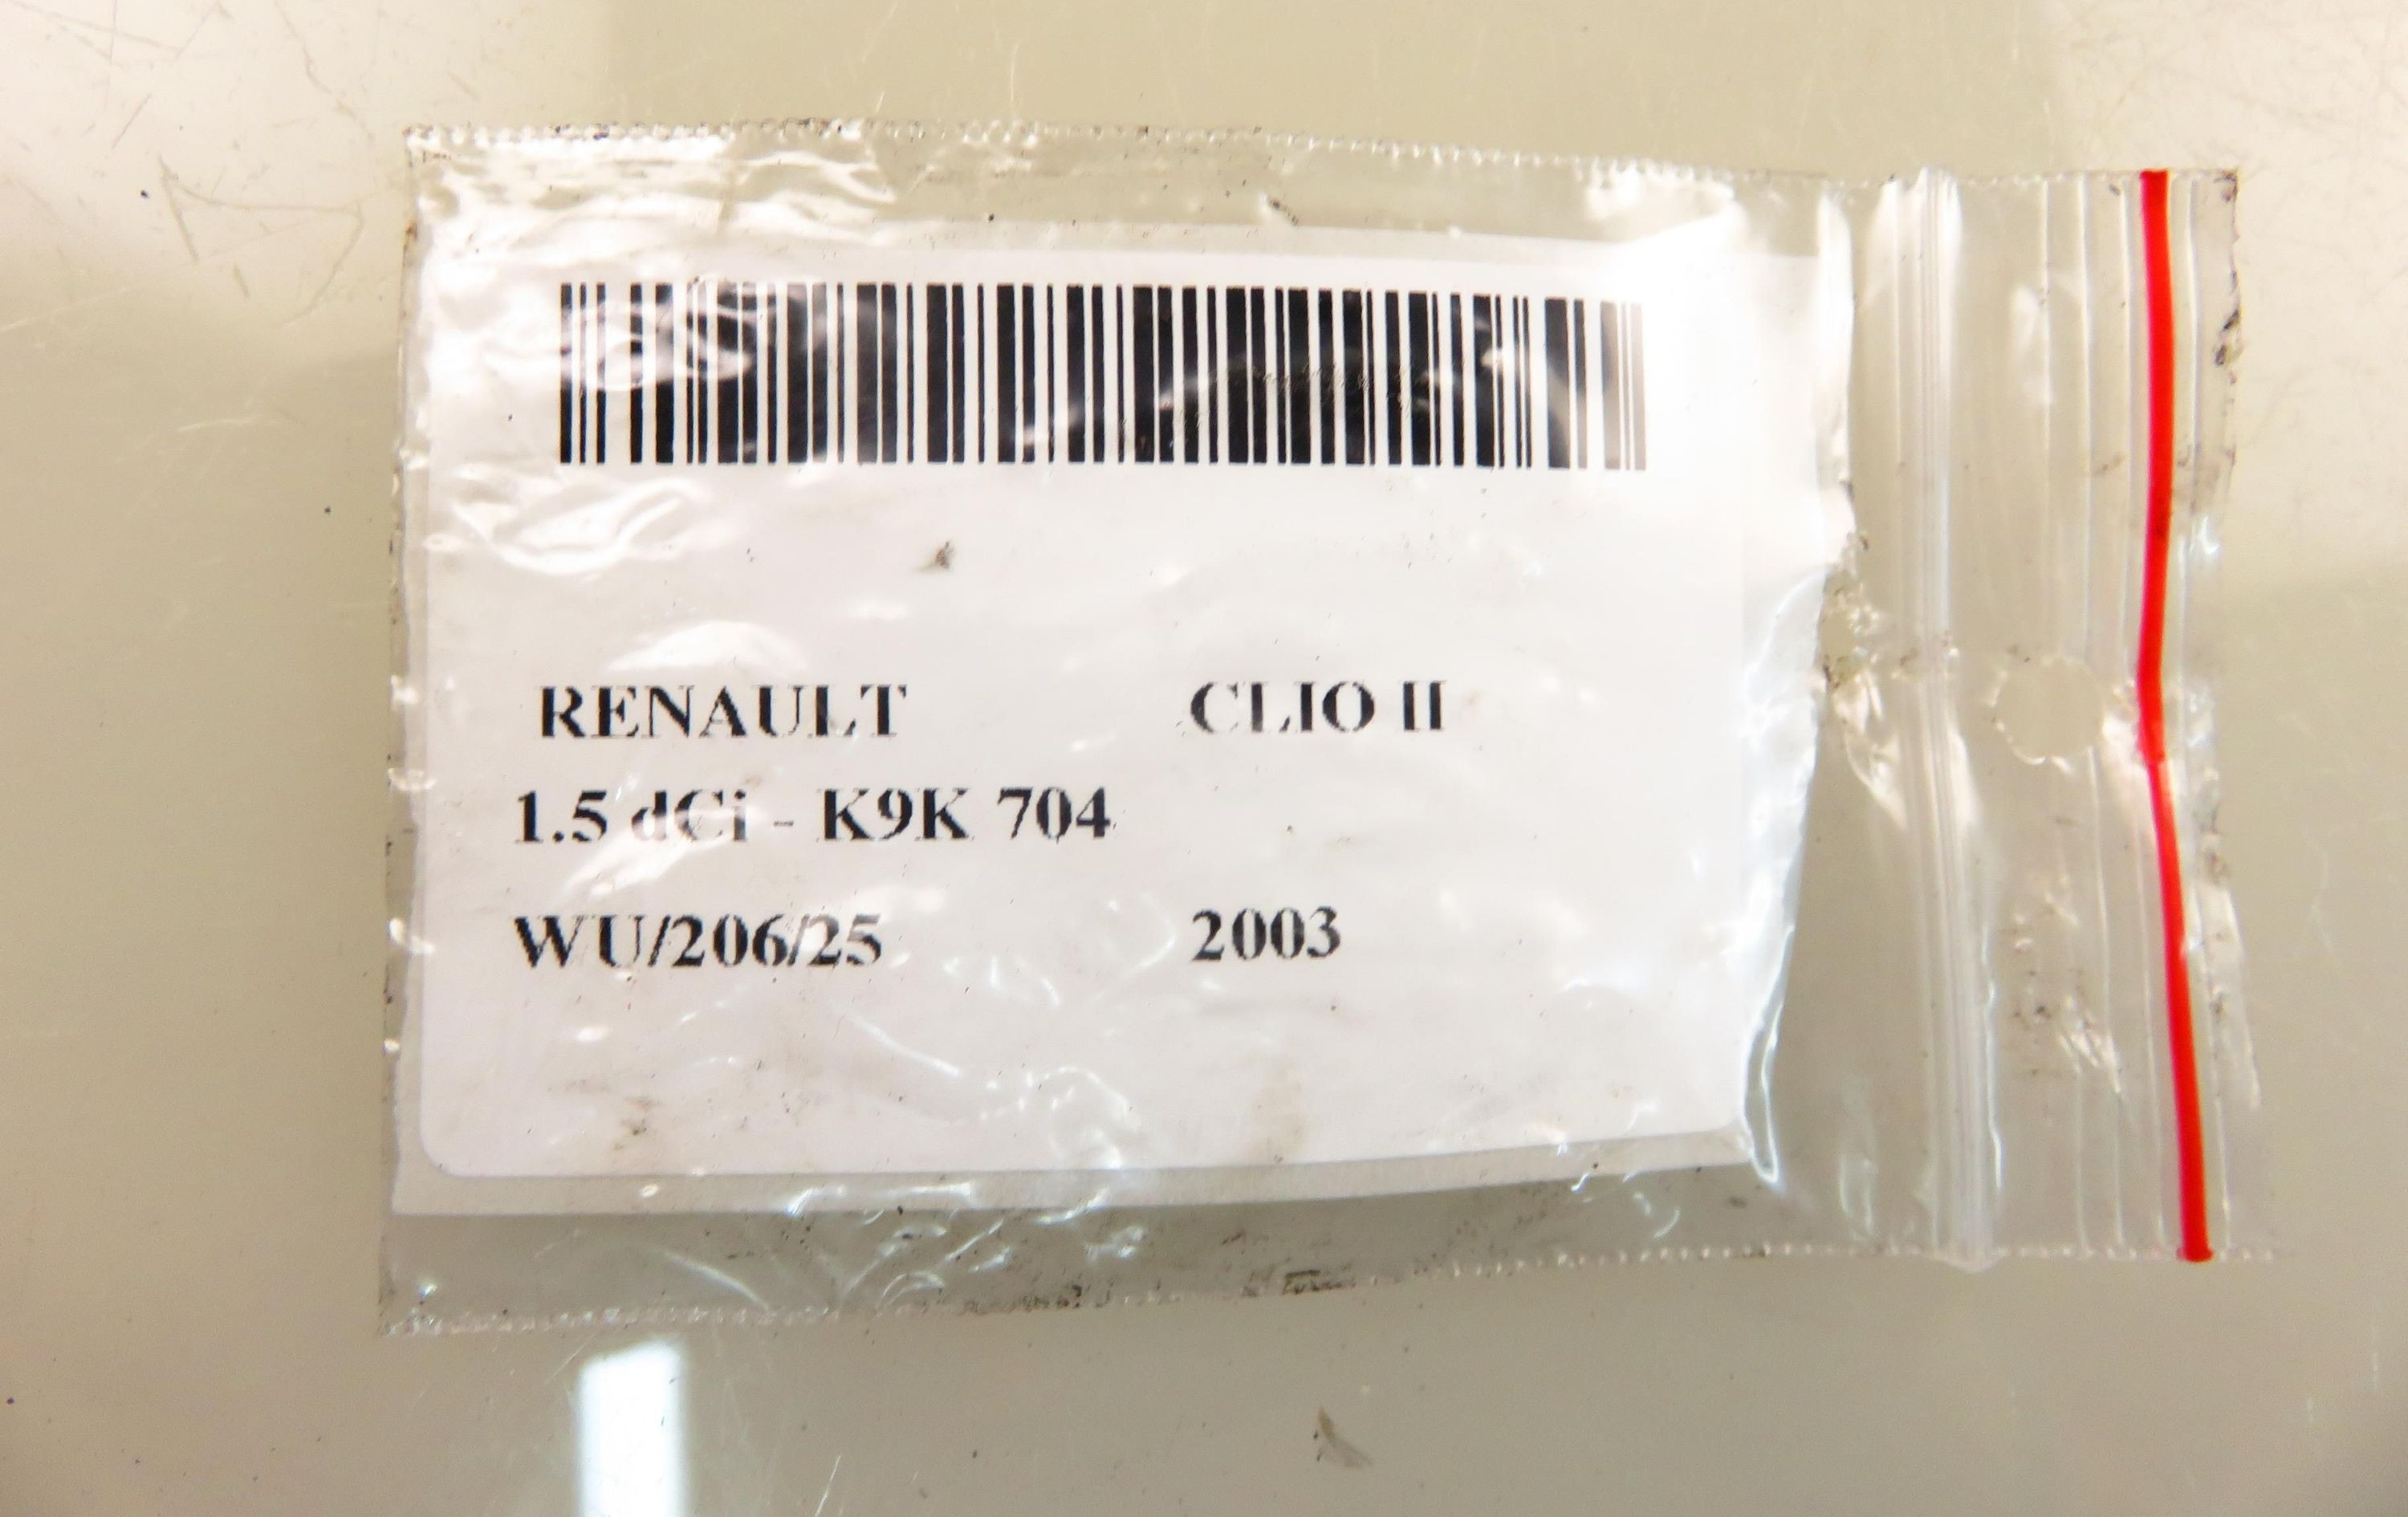 RENAULT CLIO II
1.5 dCi - K9K 704
WU/206/25 2003